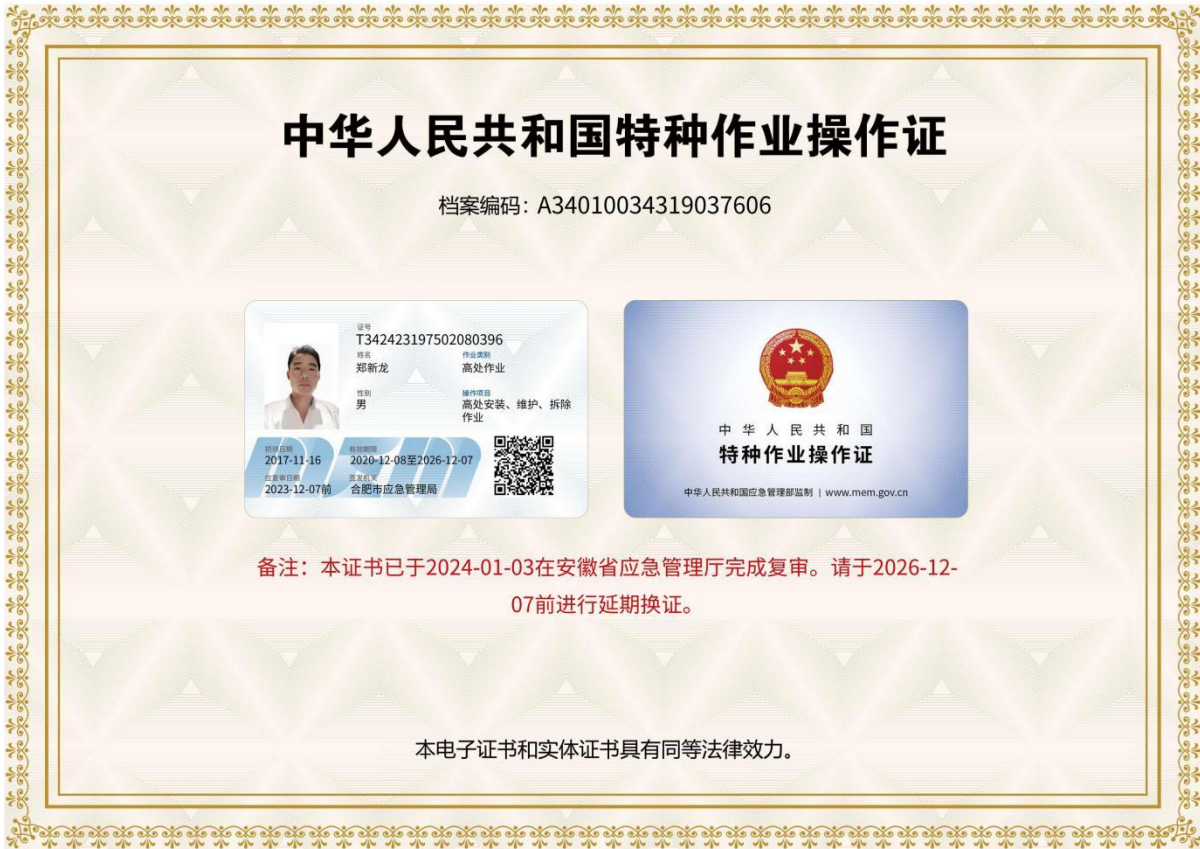 中华人民共和国特种作业操作证
档案编码：A34010034319037606
证号
T342423197502080396
姓名
郑新龙
作业类别
高处作业
性别
男
操作项目
高处安装、维护、拆除
作业
初领日期
2017-11-16
有效期限
2020-12-08至2026-12-07
应复审日期
2023-12-07前
签发机关
合肥市应急管理局
中华人民共和国
特种作业操作证
中华人民共和国应急管理部监制 | www.mem.gov.cn
备注：本证书已于2024-01-03在安徽省应急管理厅完成复审。请于2026-12-
07前进行延期换证。
本电子证书和实体证书具有同等法律效力。